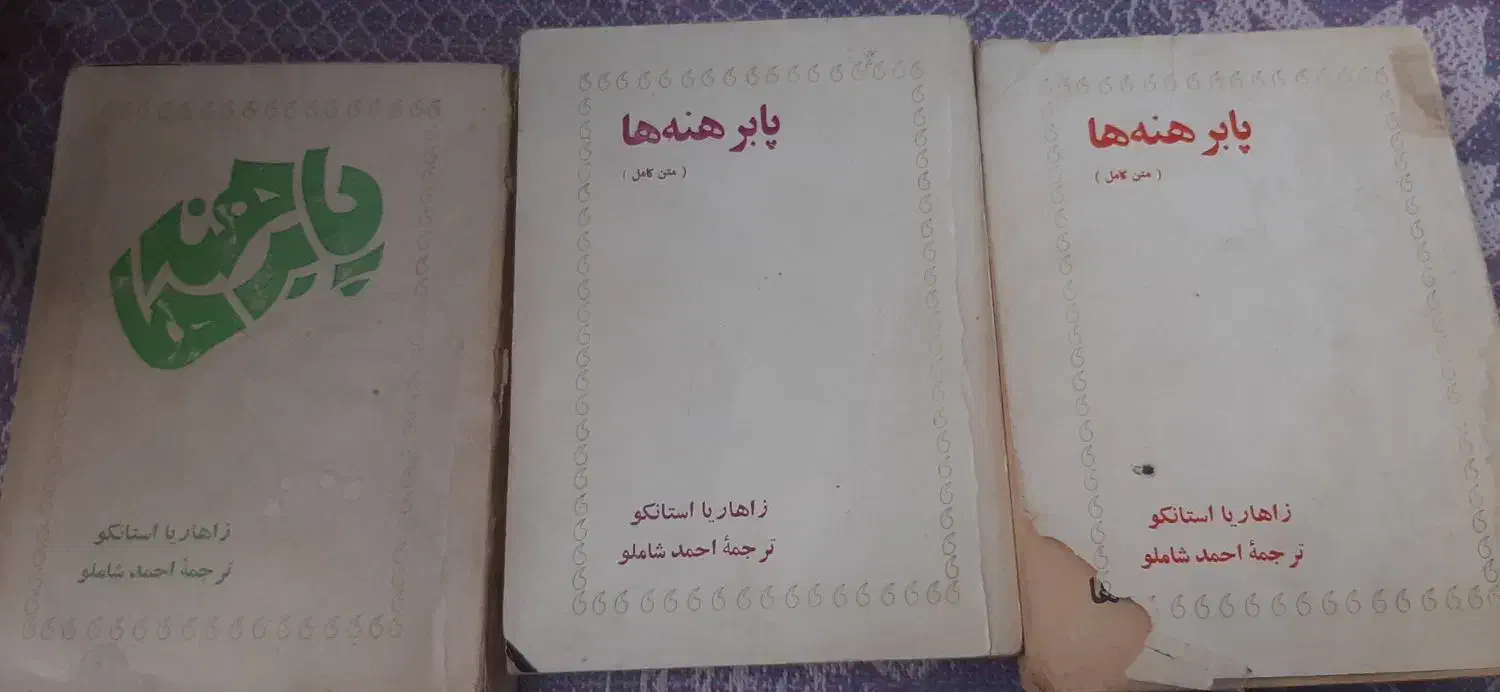 پابرهنه‌ها
زاهاریا استانکو
ترجمهٔ احمد شاملو
پابرهنه‌ها
( متن کامل )
زاهاریا استانکو
ترجمهٔ احمد شاملو
پابرهنه‌ها
( متن کامل )
زاهاریا استانکو
ترجمهٔ احمد شاملو
ها